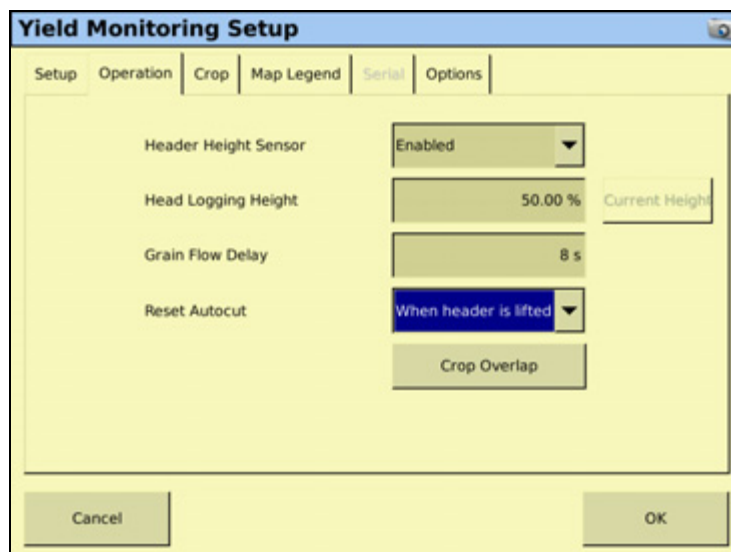 Yield Monitoring Setup
Setup Operation Crop Map Legend Serial Options
Header Height Sensor Enabled
Head Logging Height 50.00 % Current Height
Grain Flow Delay 8 s
Reset Autocut When header is lifted
Crop Overlap
Cancel OK